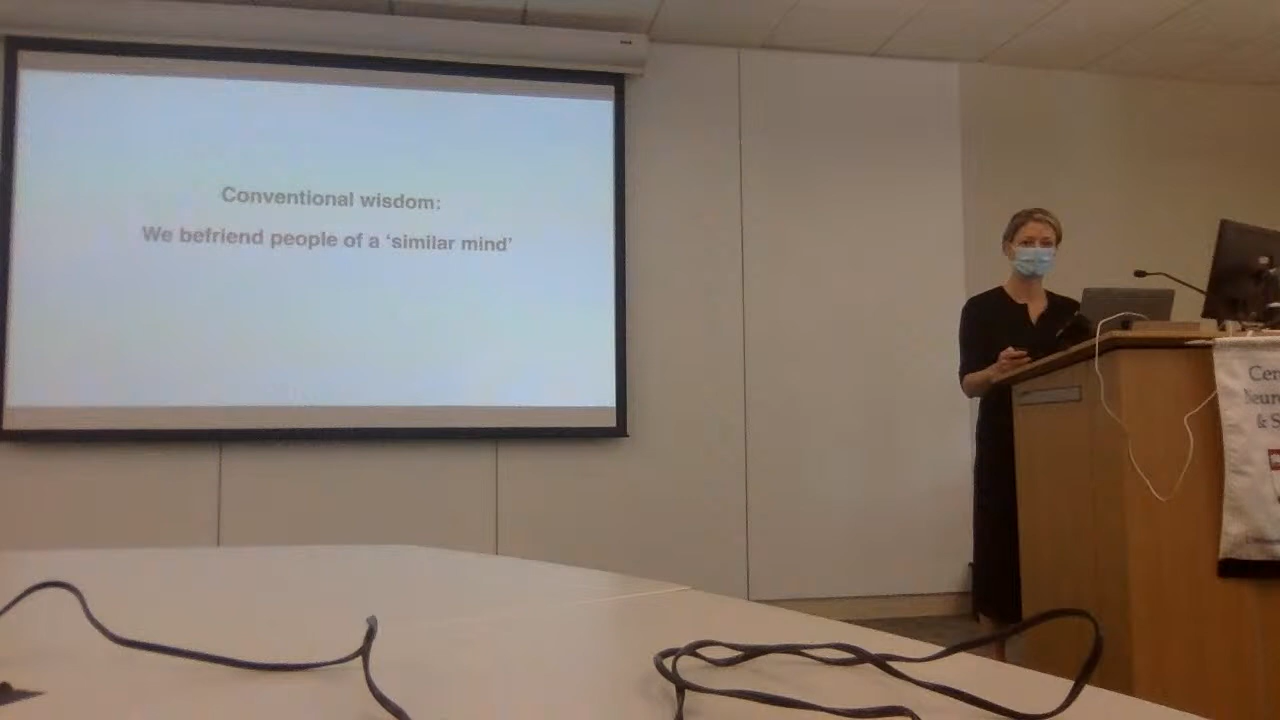 Conventional wisdom:
We befriend people of a ‘similar mind’
& S